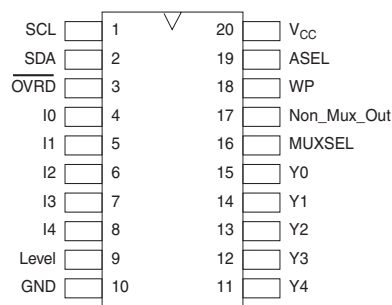 SCL 1 20 VCC
SDA 2 19 ASEL
OVRD 3 18 WP
I0 4 17 Non_Mux_Out
I1 5 16 MUXSEL
I2 6 15 Y0
I3 7 14 Y1
I4 8 13 Y2
Level 9 12 Y3
GND 10 11 Y4